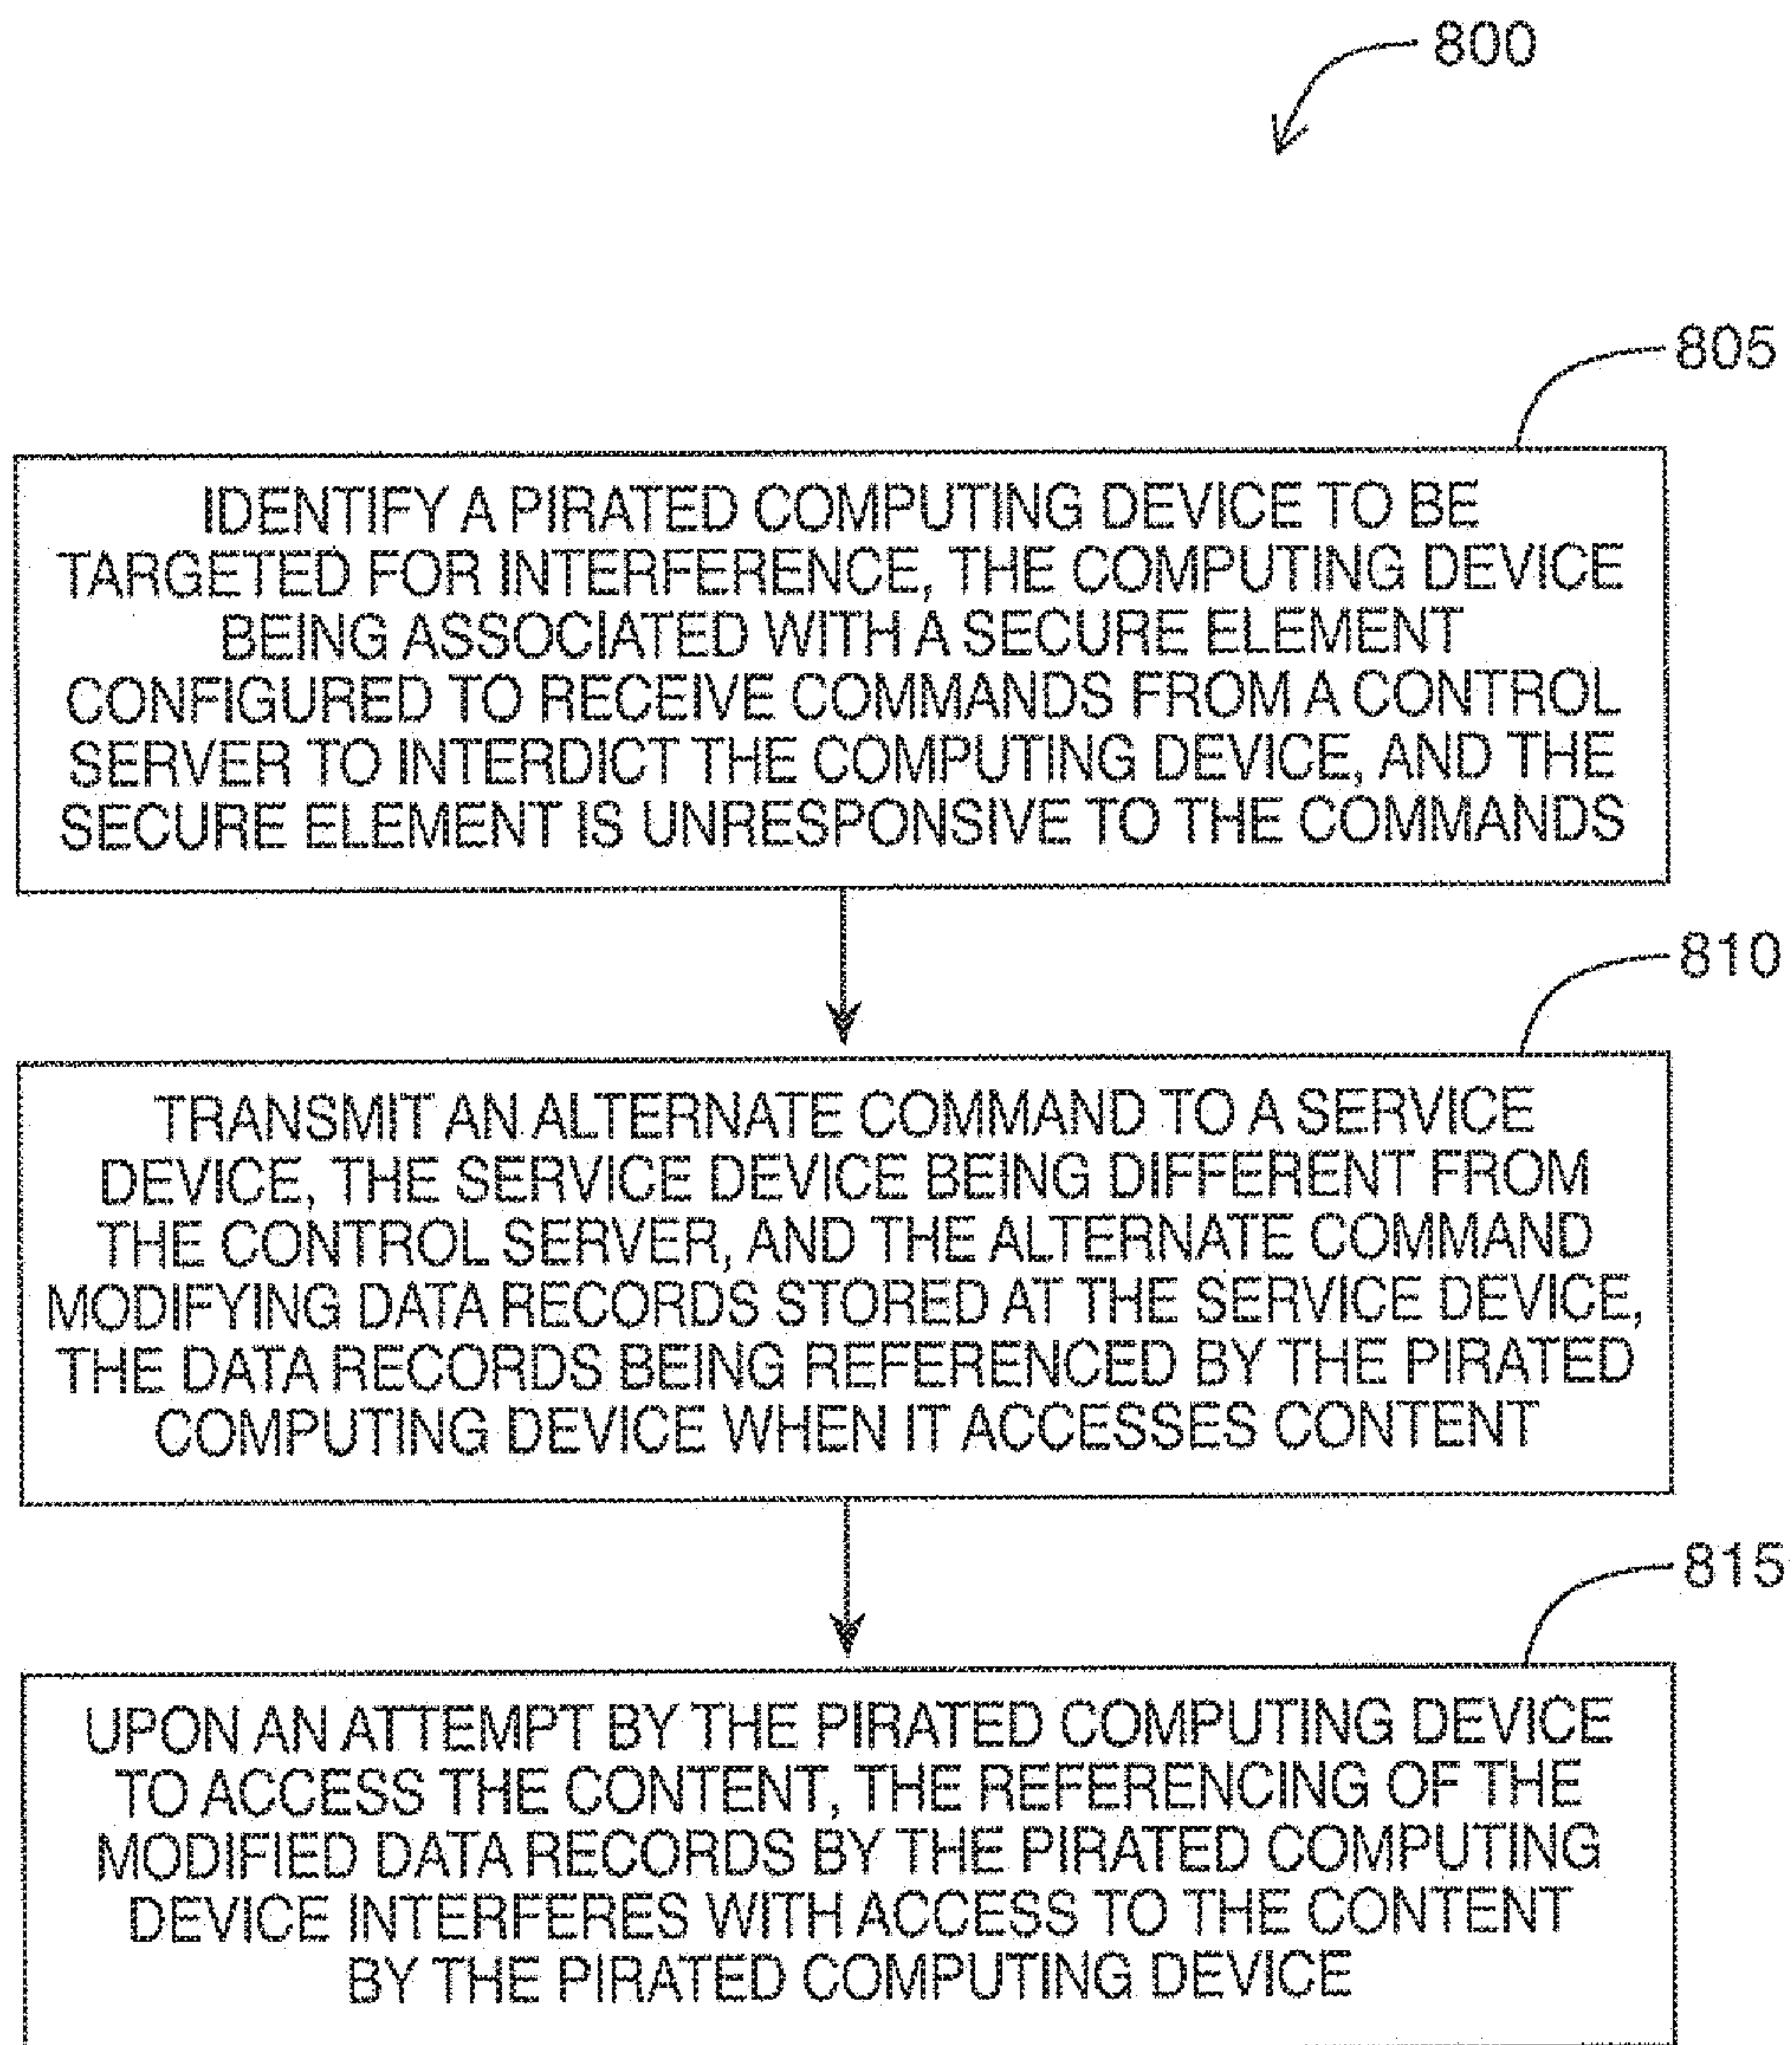 800
805
IDENTIFY A PIRATED COMPUTING DEVICE TO BE
TARGETED FOR INTERFERENCE, THE COMPUTING DEVICE
BEING ASSOCIATED WITH A SECURE ELEMENT
CONFIGURED TO RECEIVE COMMANDS FROM A CONTROL
SERVER TO INTERDICT THE COMPUTING DEVICE, AND THE
SECURE ELEMENT IS UNRESPONSIVE TO THE COMMANDS
810
TRANSMIT AN ALTERNATE COMMAND TO A SERVICE
DEVICE, THE SERVICE DEVICE BEING DIFFERENT FROM
THE CONTROL SERVER, AND THE ALTERNATE COMMAND
MODIFYING DATA RECORDS STORED AT THE SERVICE DEVICE,
THE DATA RECORDS BEING REFERENCED BY THE PIRATED
COMPUTING DEVICE WHEN IT ACCESSES CONTENT
815
UPON AN ATTEMPT BY THE PIRATED COMPUTING DEVICE
TO ACCESS THE CONTENT, THE REFERENCING OF THE
MODIFIED DATA RECORDS BY THE PIRATED COMPUTING
DEVICE INTERFERES WITH ACCESS TO THE CONTENT
BY THE PIRATED COMPUTING DEVICE